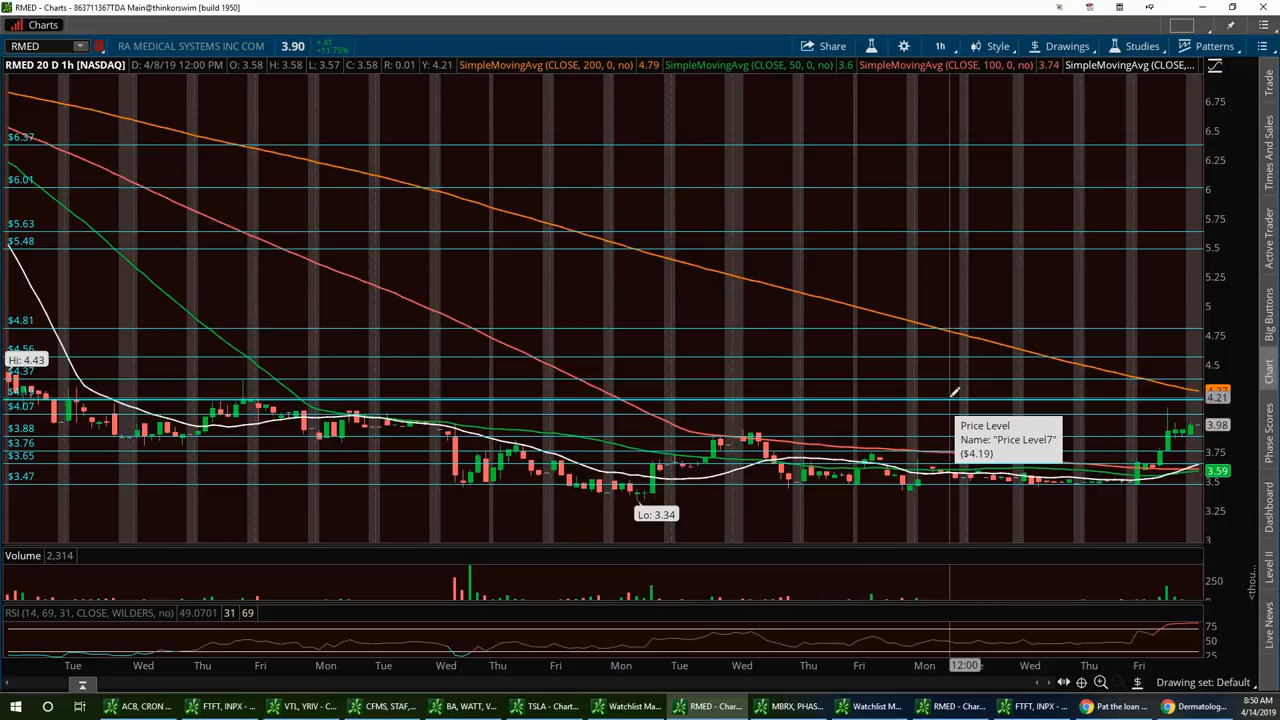 RMED - Charts - 863711367TDA Main@thinkorswim [build 1950]
Charts
RMED RA MEDICAL SYSTEMS INC COM 3.90 +.41 +11.75% Share 1h Style Drawings Studies Patterns
RMED 20 D 1h [NASDAQ] D: 4/8/19 12:00 PM O: 3.58 H: 3.58 L: 3.57 C: 3.58 R: 0.01 Y: 4.21 SimpleMovingAvg (CLOSE, 200, 0, no) 4.79 SimpleMovingAvg (CLOSE, 50, 0, no) 3.6 SimpleMovingAvg (CLOSE, 100, 0, no) 3.74 SimpleMovingAvg (CLOSE,...
6.75
6.5
$6.37
6.25
$6.01
6
$5.63
5.75
$5.48
5.5
5.25
5
$4.81
4.75
$4.56
Hi: 4.43
4.5
$4.37
4.21
$4.07
Price Level
Name: "Price Level7"
($4.19)
3.98
$3.88
$3.76
3.75
$3.65
3.59
$3.47
3.5
Lo: 3.34
3.25
3
Volume 2,314
250
0
<thou...
RSI (14, 69, 31, CLOSE, WILDERS, no) 49.0701 31 69
75
50
25
Tue Wed Thu Fri Mon Tue Wed Thu Fri Mon Tue Wed Thu Fri Mon 12:00 Wed Thu Fri
Drawing set: Default
Trade
Times And Sales
Active Trader
Big Buttons
Chart
Phase Scores
Dashboard
Level II
Live News
ACB, CRON ... FTFT, INPX - ... VTL, YRIV - C... CFMS, STAF,... BA, WATT, V... TSLA - Chart... Watchlist Ma... RMED - Char... MBRX, PHAS... Watchlist M... RMED - Char... FTFT, INPX - ... Pat the loan ... Dermatolog...
8:50 AM
4/14/2019